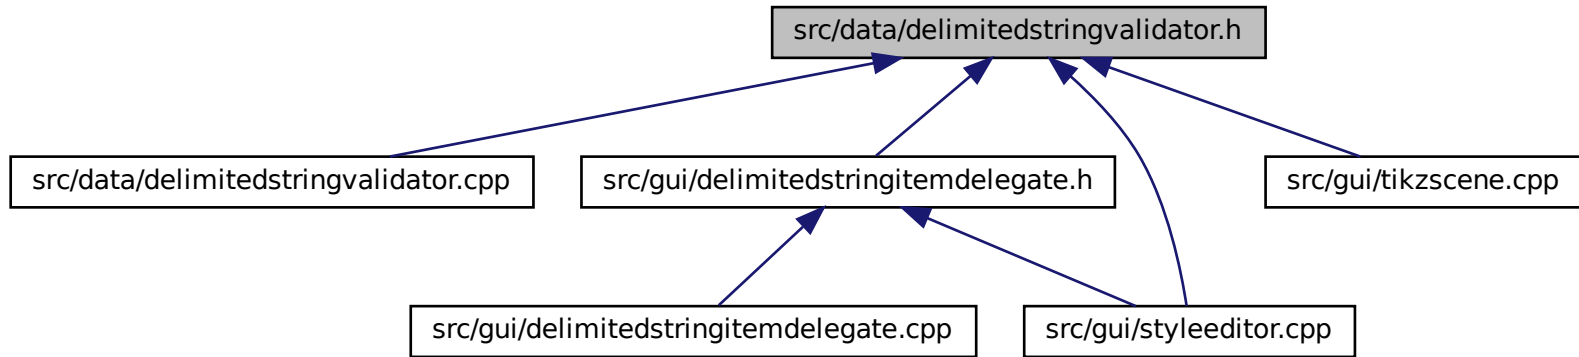 src/data/delimitedstringvalidator.h
src/data/delimitedstringvalidator.cpp
src/gui/delimitedstringitemdelegate.h
src/gui/tikzscene.cpp
src/gui/delimitedstringitemdelegate.cpp
src/gui/styleeditor.cpp